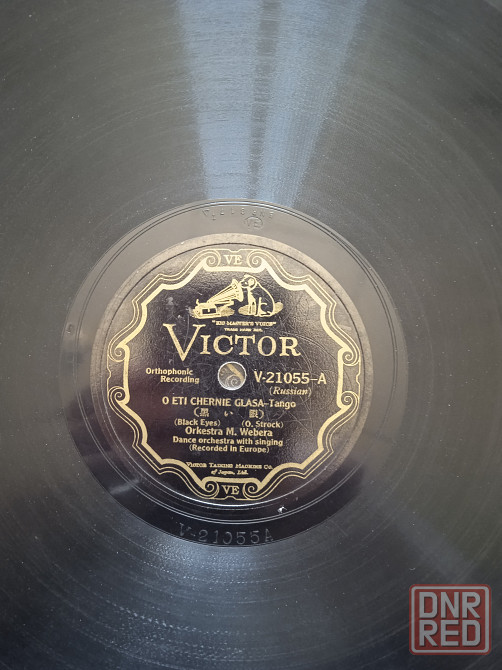 VE
"HIS MASTER'S VOICE"
TRADE MARK REG.
VICTOR
Orthophonic
Recording
V-21055-A
(Russian)
O ETI CHERNIE GLASA-Tango
(黒い眼)
(Black Eyes) (O. Strock)
Orkestra M. Webera
Dance orchestra with singing
(Recorded in Europe)
VICTOR TALKING MACHINE CO.
of Japan, Ltd.
VE
V-21055A
DNR
RED